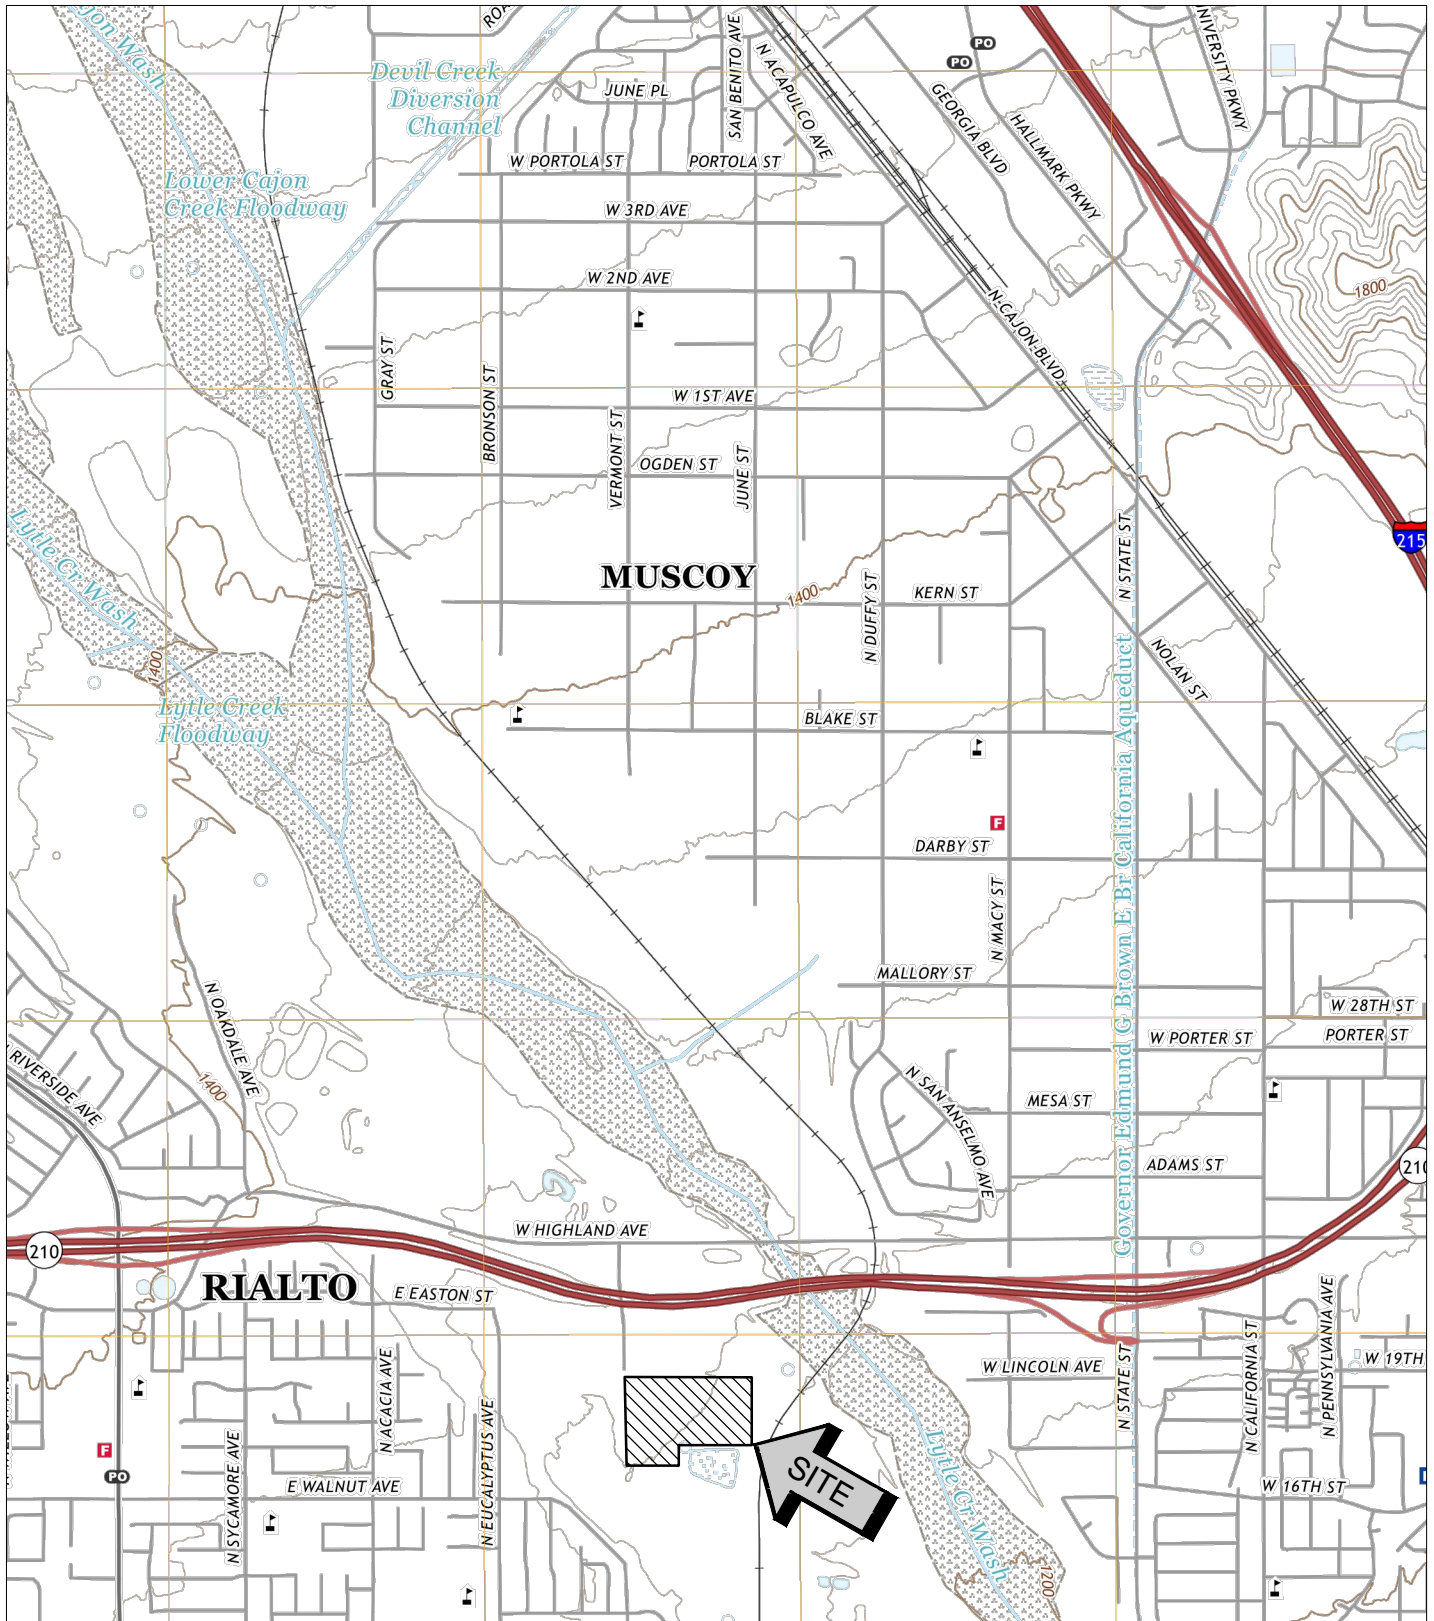 jon Wash
ROA
Devil Creek
Diversion
Channel
JUNE PL
SAN BENITO AVE
N ACAPULCO AVE
PO
PO
GEORGIA BLVD
HALLMARK PKWY
NIVERSITY PKWY
W PORTOLA ST
PORTOLA ST
Lower Cajon
Creek Floodway
W 3RD AVE
W 2ND AVE
1800
N CAJON BLVD
GRAY ST
BRONSON ST
W 1ST AVE
VERMONT ST
OGDEN ST
JUNE ST
Lytle Cr Wash
N STATE ST
215
MUSCOY
1400
KERN ST
N DUFFY ST
1400
NOLAN ST
Lytle Creek
Floodway
BLAKE ST
Governor Edmund G Brown E Br California Aqueduct
F
DARBY ST
N MACY ST
MALLORY ST
N OAKDALE AVE
W 28TH ST
W PORTER ST
PORTER ST
RIVERSIDE AVE
1400
N SAN ANSELMO AVE
MESA ST
ADAMS ST
210
W HIGHLAND AVE
210
RIALTO
E EASTON ST
N ACACIA AVE
W LINCOLN AVE
N STATE ST
N CALIFORNIA ST
N PENNSYLVANIA AVE
W 19TH
F
PO
N SYCAMORE AVE
E WALNUT AVE
N EUCALYPTUS AVE
SITE
Lytle Cr Wash
W 16TH ST
1200